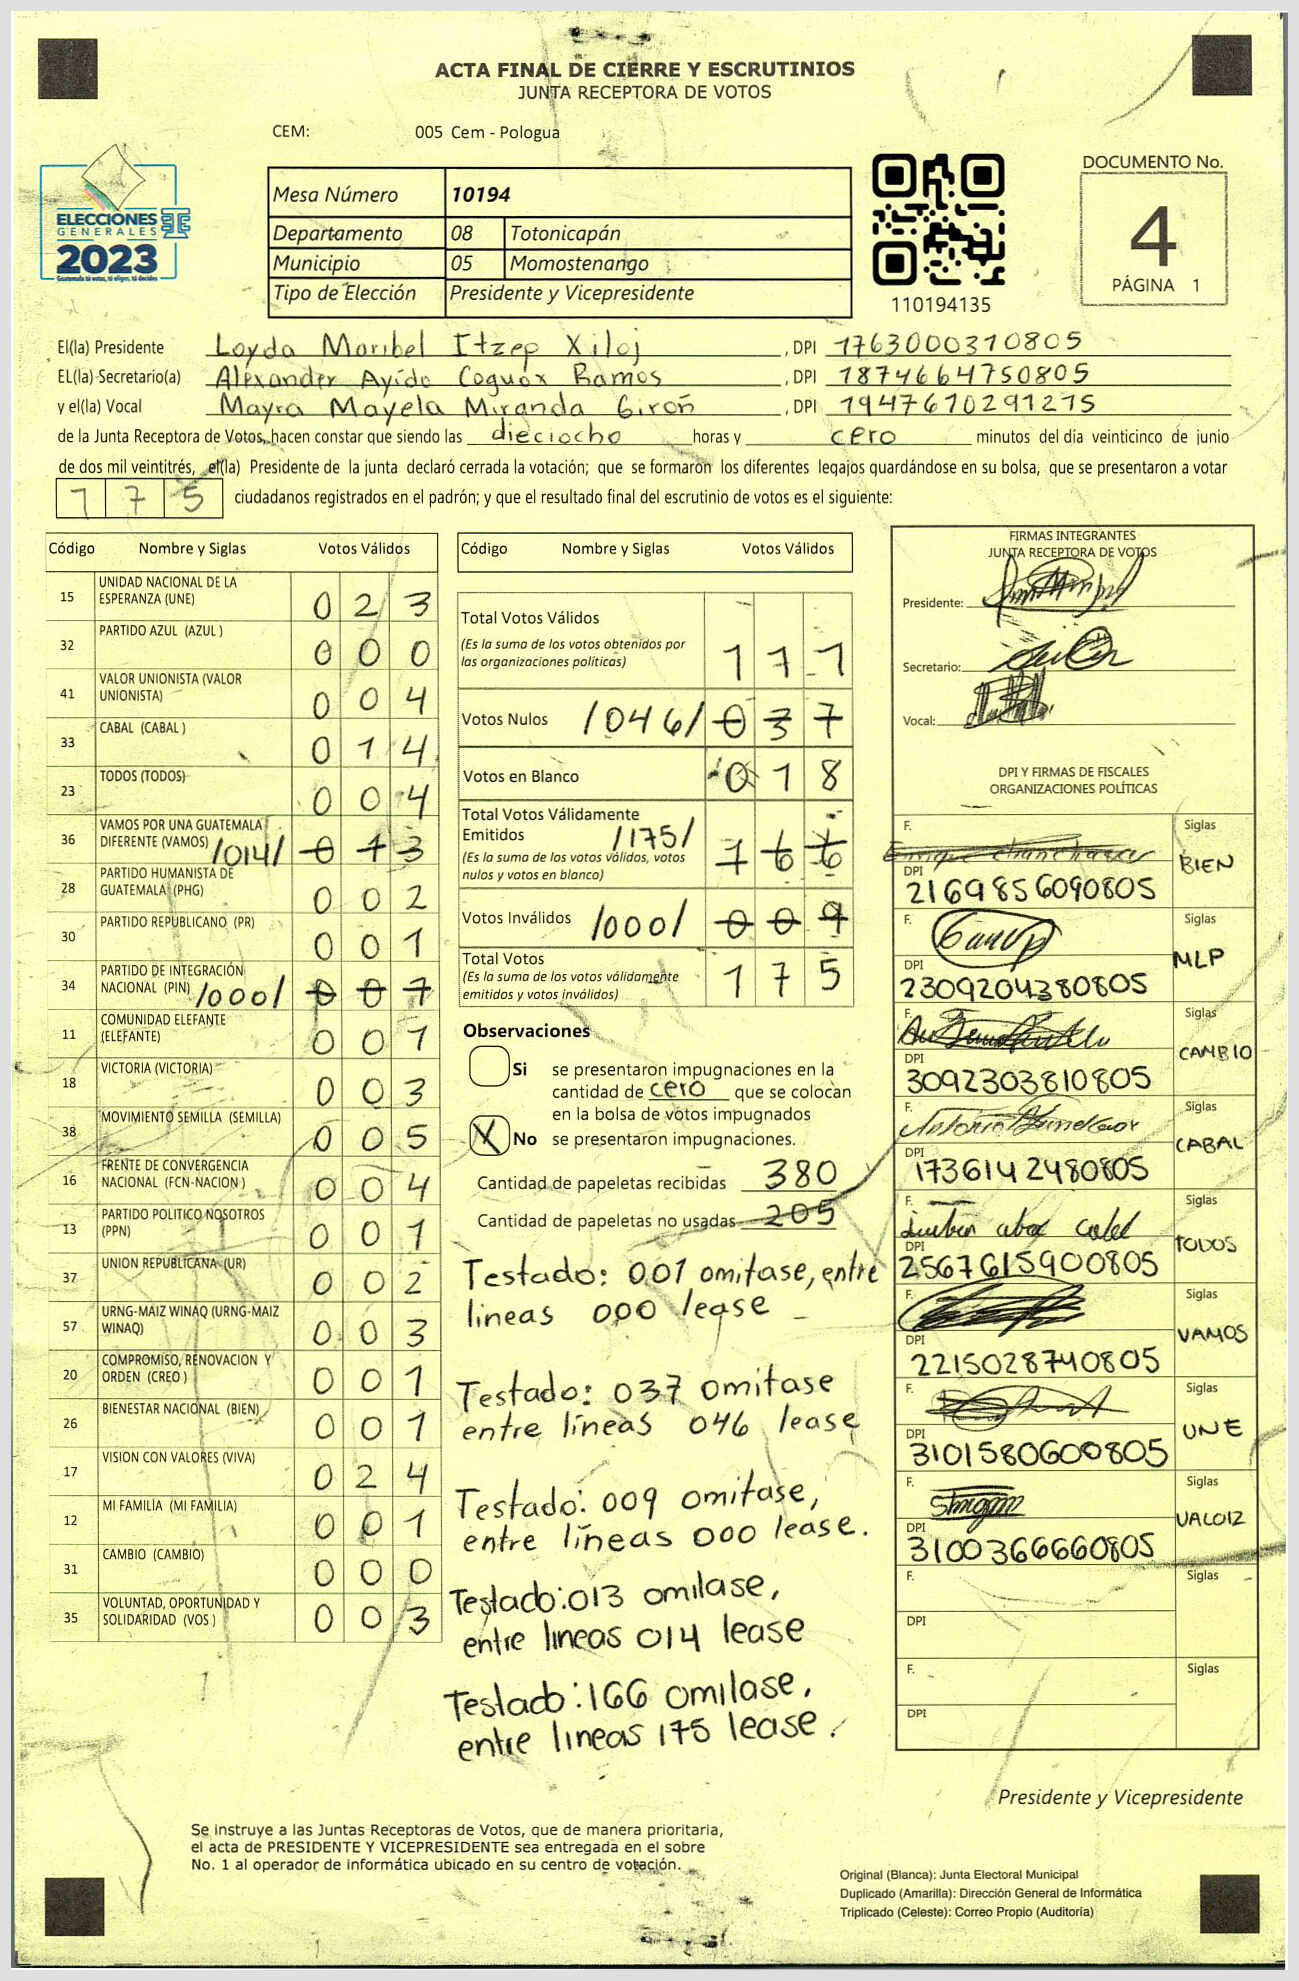 ACTA FINAL DE CIERRE Y ESCRUTINIOS
JUNTA RECEPTORA DE VOTOS
CEM: 005 Cem - Pologua
ELECCIONES
GENERALES
2023
Guatemala tú votas, tú eliges, tú decides
Mesa Número 10194
Departamento 08 Totonicapán
Municipio 05 Momostenango
Tipo de Elección Presidente y Vicepresidente
110194135
DOCUMENTO No.
4
PÁGINA 1
El(la) Presidente Loyda Maribel Itzep Xiloj , DPI 1763000310805
EL(la) Secretario(a) Alexander Ayido Coguox Ramos , DPI 1874664750805
y el(la) Vocal Mayra Mayela Miranda Giron , DPI 1947670291215
de la Junta Receptora de Votos, hacen constar que siendo las dieciocho horas y cero minutos del día veinticinco de junio
de dos mil veintitrés, el(la) Presidente de la junta declaró cerrada la votación; que se formaron los diferentes legajos guardándose en su bolsa, que se presentaron a votar
175 ciudadanos registrados en el padrón; y que el resultado final del escrutinio de votos es el siguiente:
Código Nombre y Siglas Votos Válidos
15 UNIDAD NACIONAL DE LA ESPERANZA (UNE) 0 2 3
32 PARTIDO AZUL (AZUL ) 0 0 0
41 VALOR UNIONISTA (VALOR UNIONISTA) 0 0 4
33 CABAL (CABAL ) 0 1 4
23 TODOS (TODOS) 0 0 4
36 VAMOS POR UNA GUATEMALA DIFERENTE (VAMOS) /014/ 0 1 3
28 PARTIDO HUMANISTA DE GUATEMALA (PHG) 0 0 2
30 PARTIDO REPUBLICANO (PR) 0 0 1
34 PARTIDO DE INTEGRACIÓN NACIONAL (PIN) /000/ 0 0 1
11 COMUNIDAD ELEFANTE (ELEFANTE) 0 0 1
18 VICTORIA (VICTORIA) 0 0 3
38 MOVIMIENTO SEMILLA (SEMILLA) 0 0 5
16 FRENTE DE CONVERGENCIA NACIONAL (FCN-NACION ) 0 0 4
13 PARTIDO POLITICO NOSOTROS (PPN) 0 0 1
37 UNION REPUBLICANA (UR) 0 0 2
57 URNG-MAIZ WINAQ (URNG-MAIZ WINAQ) 0 0 3
20 COMPROMISO, RENOVACION Y ORDEN (CREO ) 0 0 1
26 BIENESTAR NACIONAL (BIEN) 0 0 1
17 VISION CON VALORES (VIVA) 0 2 4
12 MI FAMILIA (MI FAMILIA) 0 0 1
31 CAMBIO (CAMBIO) 0 0 0
35 VOLUNTAD, OPORTUNIDAD Y SOLIDARIDAD (VOS ) 0 0 3
Código Nombre y Siglas Votos Válidos
Total Votos Válidos
(Es la suma de los votos obtenidos por
las organizaciones políticas) 1 1 1
Votos Nulos /046/ 0 3 7
Votos en Blanco 0 1 8
Total Votos Válidamente
Emitidos /175/ 1 6 6
(Es la suma de los votos válidos, votos
nulos y votos en blanco)
Votos Inválidos /000/ 0 0 9
Total Votos 1 7 5
(Es la suma de los votos válidamente
emitidos y votos inválidos)
Observaciones
Si se presentaron impugnaciones en la
cantidad de cero que se colocan
en la bolsa de votos impugnados
X No se presentaron impugnaciones.
Cantidad de papeletas recibidas 380
Cantidad de papeletas no usadas 205
Testado: 001 omitase, entre
lineas 000 lease
Testado: 037 omitase
entre líneas 046 lease
Testado: 009 omitase,
entre líneas 000 lease.
Testado: 013 omitase,
entre lineas 014 lease
Testado: 166 omitase,
entre lineas 175 lease.
FIRMAS INTEGRANTES
JUNTA RECEPTORA DE VOTOS
Presidente:
Secretario:
Vocal:
DPI Y FIRMAS DE FISCALES
ORGANIZACIONES POLÍTICAS
F. Siglas
DPI 2169856090805 BIEN
F. Siglas
DPI 2309204380805 MLP
F. Siglas
DPI 3092303810805 CAMBIO
F. Siglas
DPI 1736142480805 CABAL
F. Siglas
DPI 2567615900805 TODOS
F. Siglas
DPI 2215028740805 VAMOS
F. Siglas
DPI 3101580600805 UNE
F. Siglas
DPI 3100366660805 VALOR
F. Siglas
DPI
F. Siglas
DPI
Presidente y Vicepresidente
Se instruye a las Juntas Receptoras de Votos, que de manera prioritaria,
el acta de PRESIDENTE Y VICEPRESIDENTE sea entregada en el sobre
No. 1 al operador de informática ubicado en su centro de votación.
Original (Blanca): Junta Electoral Municipal
Duplicado (Amarilla): Dirección General de Informática
Triplicado (Celeste): Correo Propio (Auditoría)